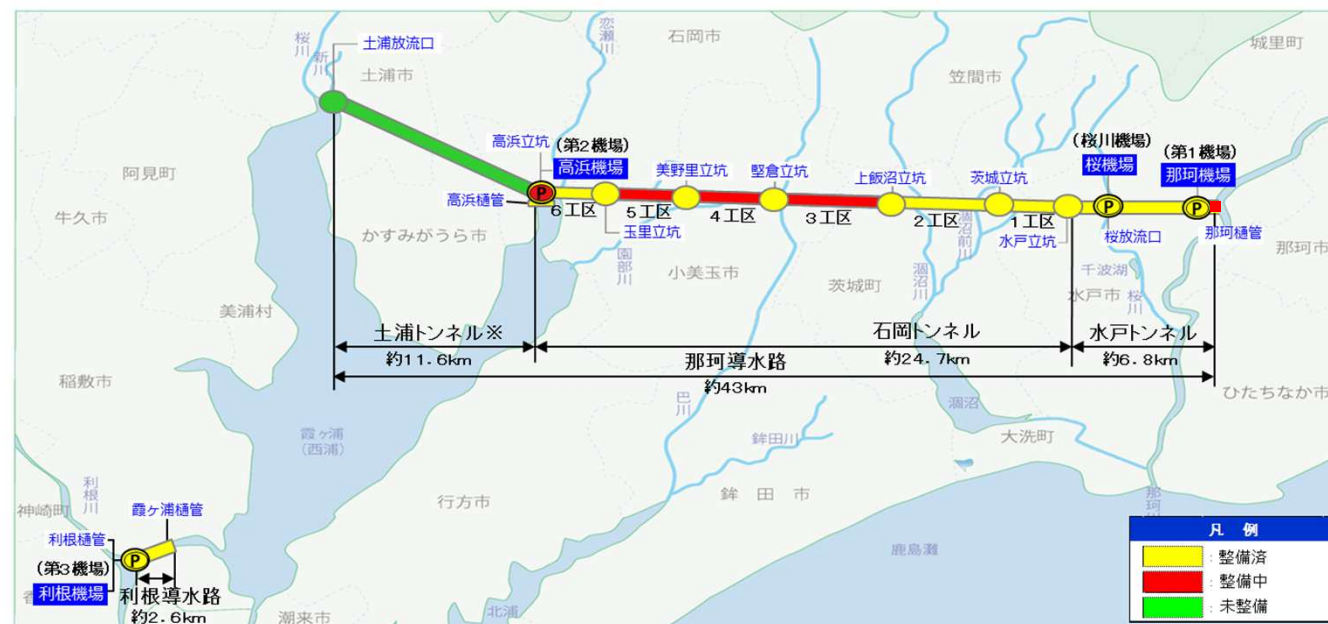 桜川
新川
土浦放流口
土浦市
恋瀬川
石岡市
笠間市
城里町
阿見町
牛久市
高浜立坑
(第2機場)
高浜機場
美野里立坑
堅倉立坑
上飯沼立坑
茨城立坑
(桜川機場)
桜機場
(第1機場)
那珂機場
P
P
P
高浜樋管
6工区
5工区
4工区
3工区
2工区
1工区
玉里立坑
水戸立坑
桜放流口
那珂樋管
かすみがうら市
園部川
小美玉市
茨城町
涸沼川
涸沼前川
千波湖
水戸市
桜川
那珂市
美浦村
土浦トンネル※
約11.6km
石岡トンネル
約24.7km
水戸トンネル
約6.8km
那珂導水路
約43km
稲敷市
ひたちなか市
霞ヶ浦
(西浦)
巴川
鉾田川
涸沼
大洗町
行方市
鉾田市
利根川
神崎町
霞ヶ浦樋管
利根樋管
(第3機場)
利根機場
P
利根導水路
約2.6km
潮来市
北浦
鹿島灘
凡例
:整備済
:整備中
:未整備